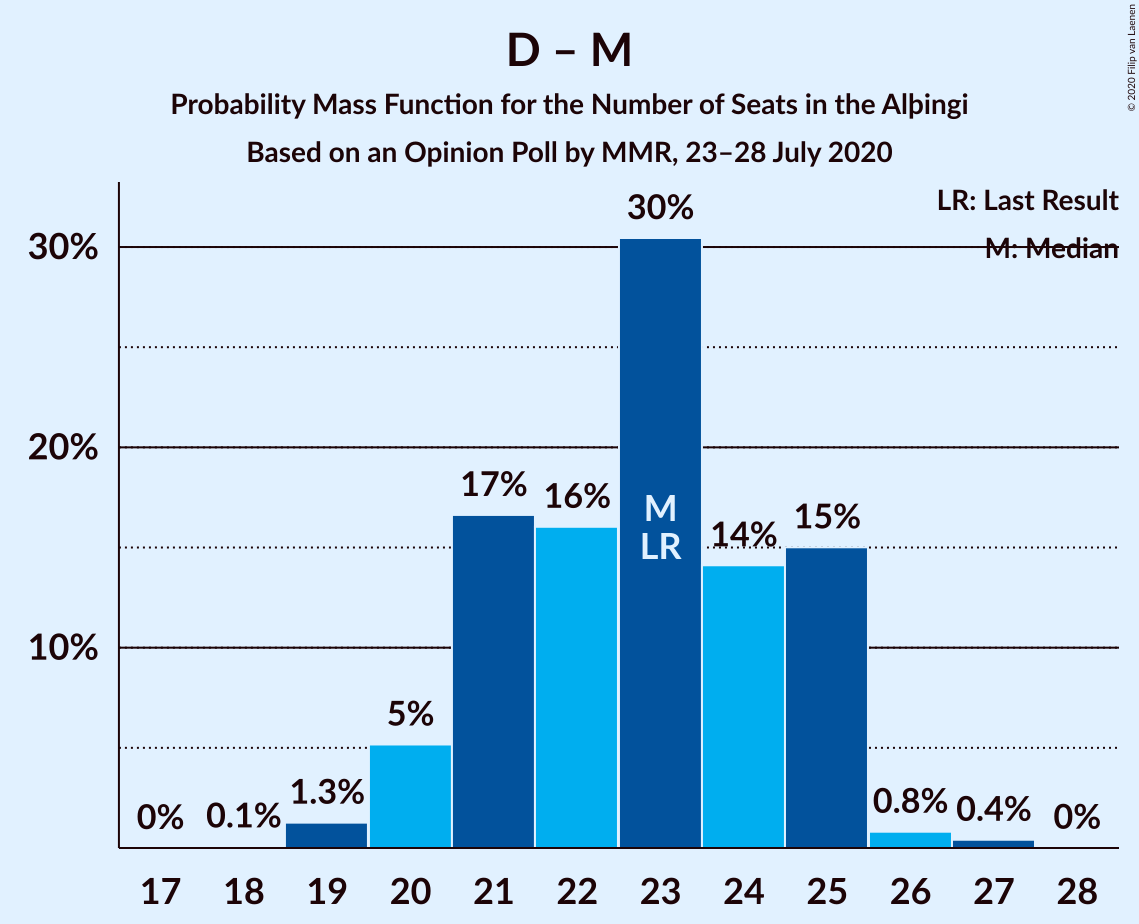 D – M
Probability Mass Function for the Number of Seats in the Alþingi
Based on an Opinion Poll by MMR, 23–28 July 2020
© 2020 Filip van Laenen
LR: Last Result
M: Median
30%
20%
10%
0%
0.1%
1.3%
5%
17%
16%
30%
M
LR
14%
15%
0.8%
0.4%
0%
17 18 19 20 21 22 23 24 25 26 27 28